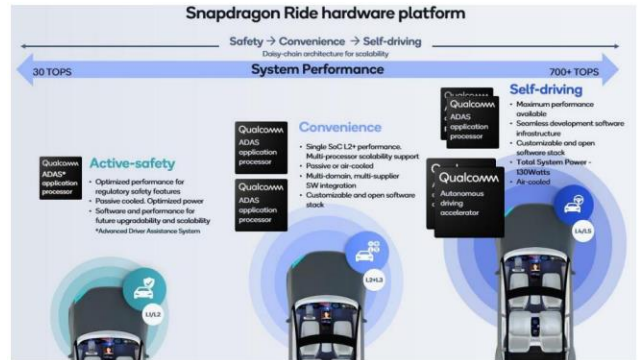 Snapdragon Ride hardware platform
Safety → Convenience → Self-driving
Daisy-chain architecture for scalability
30 TOPS
System Performance
700+ TOPS
Qualcomm
ADAS*
application
processor
Active-safety
• Optimized performance for
regulatory safety features
• Passive cooled. Optimized power
• Software and performance for
future upgradability and scalability
*Advanced Driver Assistance System
L1/L2
Qualcomm
ADAS
application
processor
Qualcomm
ADAS
application
processor
Convenience
• Single SoC L2+ performance.
Multi-processor scalability support
• Passive or air-cooled
• Multi-domain, multi-supplier
SW integration
• Customizable and open software
stack
L2+L3
Qualcomm
ADAS
application
processor
Qualcomm
Autonomous
driving
accelerator
Self-driving
• Maximum performance
available
• Seamless development software
infrastructure
• Customizable and open
software stack
• Total System Power -
130Watts
• Air-cooled
L4/L5